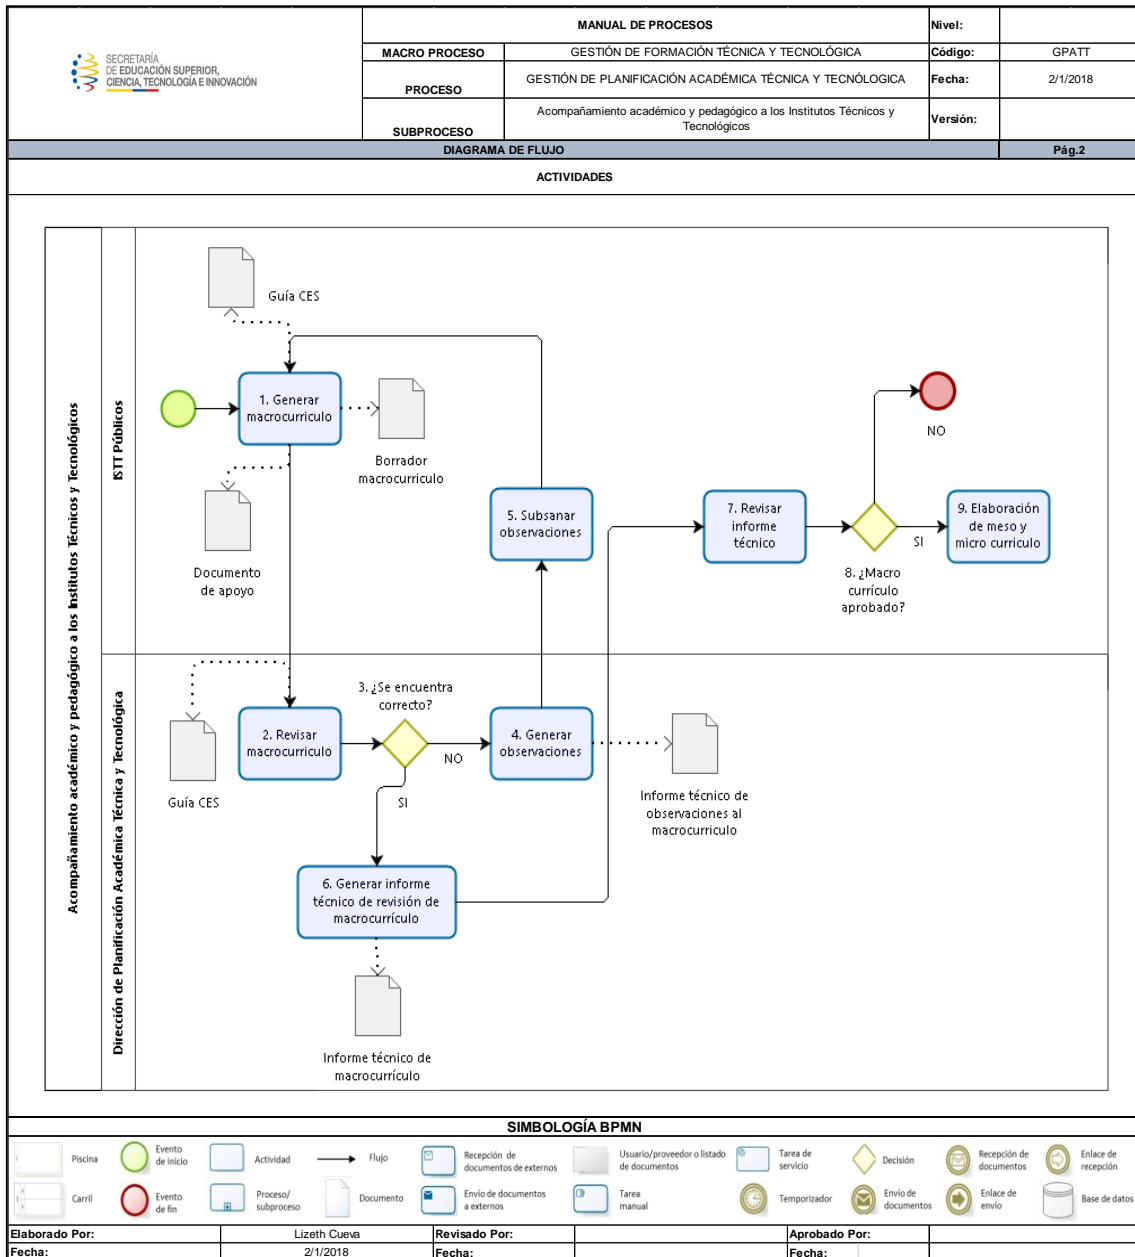 SECRETARÍA
DE EDUCACIÓN SUPERIOR,
CIENCIA, TECNOLOGÍA E INNOVACIÓN
MANUAL DE PROCESOS
Nivel:
MACRO PROCESO
GESTIÓN DE FORMACIÓN TÉCNICA Y TECNOLÓGICA
Código:
GPATT
PROCESO
GESTIÓN DE PLANIFICACIÓN ACADÉMICA TÉCNICA Y TECNÓLOGICA
Fecha:
2/1/2018
SUBPROCESO
Acompañamiento académico y pedagógico a los Institutos Técnicos y
Tecnológicos
Versión:
DIAGRAMA DE FLUJO
Pág.2
ACTIVIDADES
Acompañamiento académico y pedagógico a los Institutos Técnicos y Tecnológicos
ISTT Públicos
Guía CES
1. Generar
macrocurriculo
Borrador
macrocurriculo
Documento
de apoyo
5. Subsanar
observaciones
7. Revisar
informe
técnico
NO
SI
8. ¿Macro
currículo
aprobado?
9. Elaboración
de meso y
micro curriculo
Dirección de Planificación Académica Técnica y Tecnológica
Guía CES
2. Revisar
macrocurriculo
3. ¿Se encuentra
correcto?
NO
SI
4. Generar
observaciones
Informe técnico de
observaciones al
macrocurriculo
6. Generar informe
técnico de revisión de
macrocurrículo
Informe técnico de
macrocurrículo
SIMBOLOGÍA BPMN
Piscina
Evento
de inicio
Actividad
Flujo
Recepción de
documentos de externos
Usuario/proveedor o listado
de documentos
Tarea de
servicio
Decisión
Recepción de
documentos
Enlace de
recepción
Carril
Evento
de fin
Proceso/
subproceso
Documento
Envío de documentos
a externos
Tarea
manual
Temporizador
Envío de
documentos
Enlace de
envío
Base de datos
Elaborado Por:
Lizeth Cueva
Revisado Por:
Aprobado Por:
Fecha:
2/1/2018
Fecha:
Fecha: